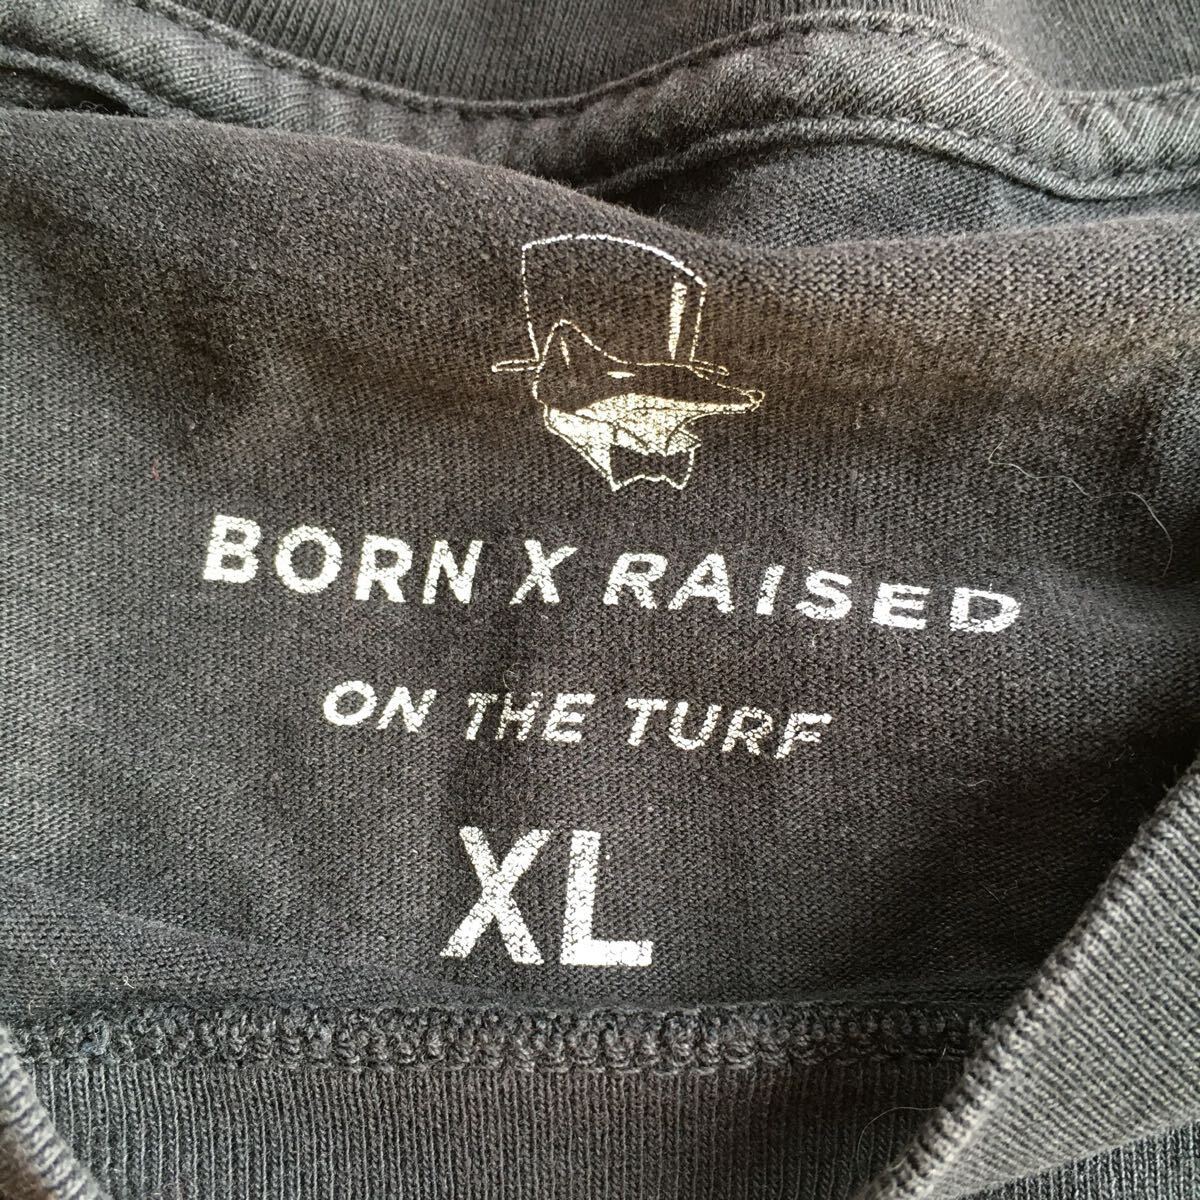 BORN X RAISED
ON THE TURF
XL